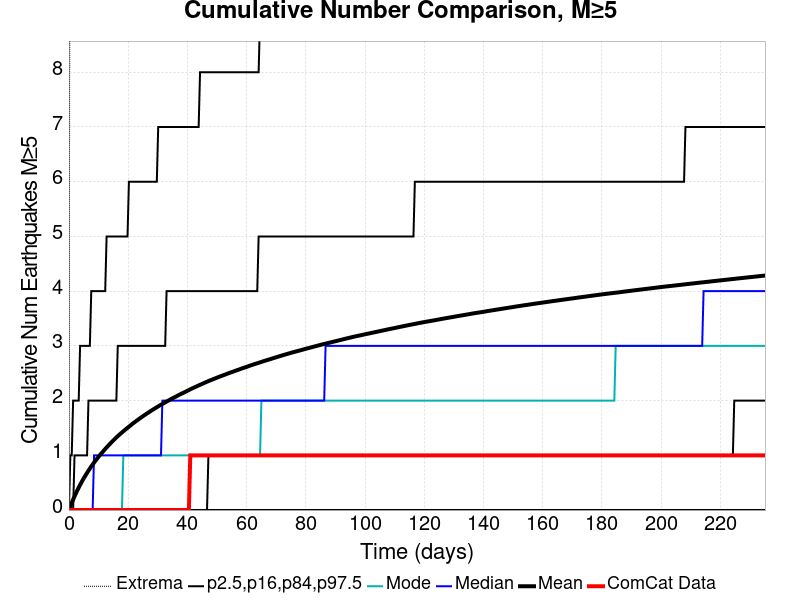 Cumulative Number Comparison, M≥5
Cumulative Num Earthquakes M≥5
8
7
6
5
4
3
2
1
0
0 20 40 60 80 100 120 140 160 180 200 220
Time (days)
Extrema p2.5,p16,p84,p97.5 Mode Median Mean ComCat Data